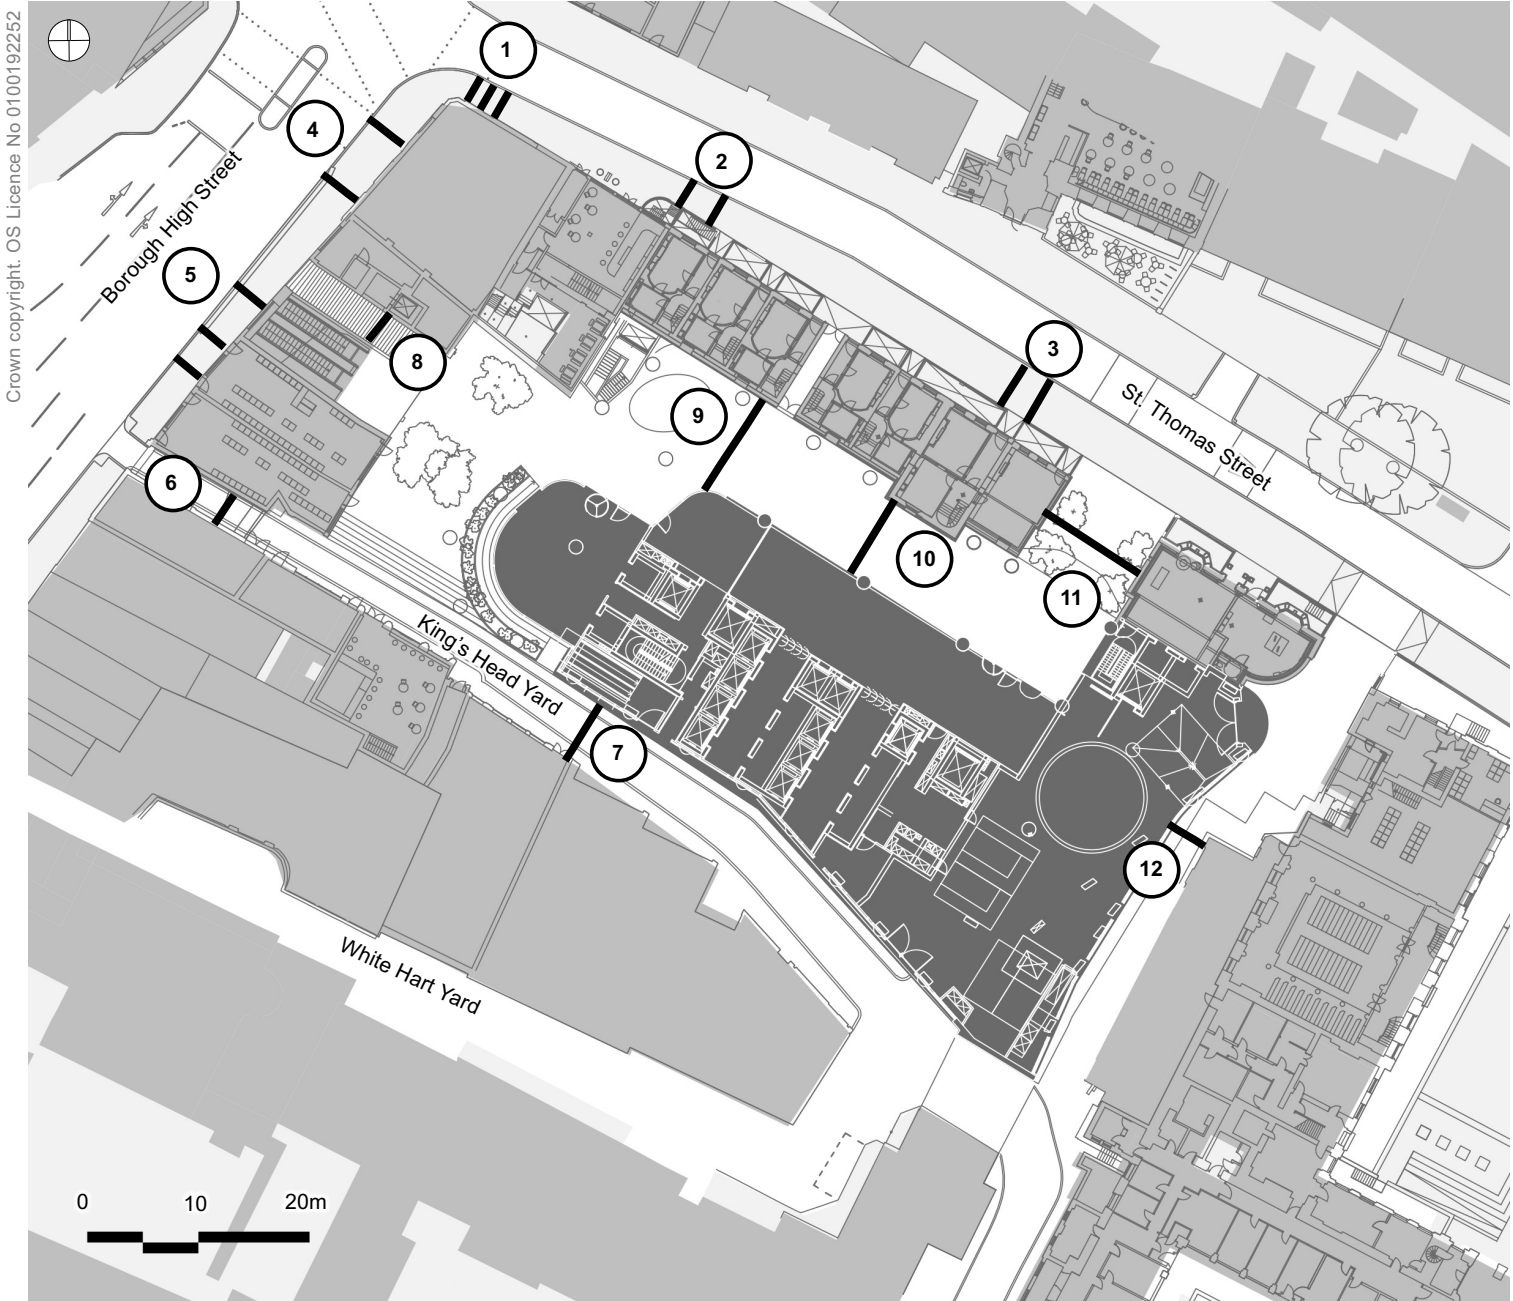 Crown copyright. OS Licence No 0100192252
1
4
2
Borough High Street
5
3
8
St. Thomas Street
9
6
10
11
King's Head Yard
7
12
White Hart Yard
0 10 20m